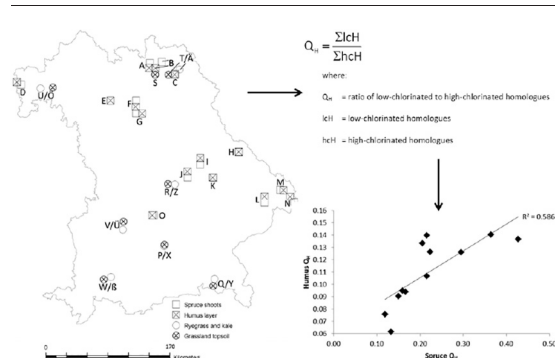 T/Ä
A
B
S
C
D
U/Ö
E
F
G
H
I
J
K
R/Z
M
L
N
V/Ü
O
P/X
W/ß
Q/Y
Spruce shoots
Humus layer
Ryegrass and kale
Grassland topsoil
0
170
Kilometers
Q_H = ΣlcH / ΣhcH
where:
Q_H = ratio of low-chlorinated to high-chlorinated homologues
lcH = low-chlorinated homologues
hcH = high-chlorinated homologues
0.16
0.15
0.14
0.13
0.12
0.11
0.10
0.09
0.08
0.07
0.06
Humus Q_H
R² = 0.586
0.00 0.10 0.20 0.30 0.40 0.50
Spruce Q_H